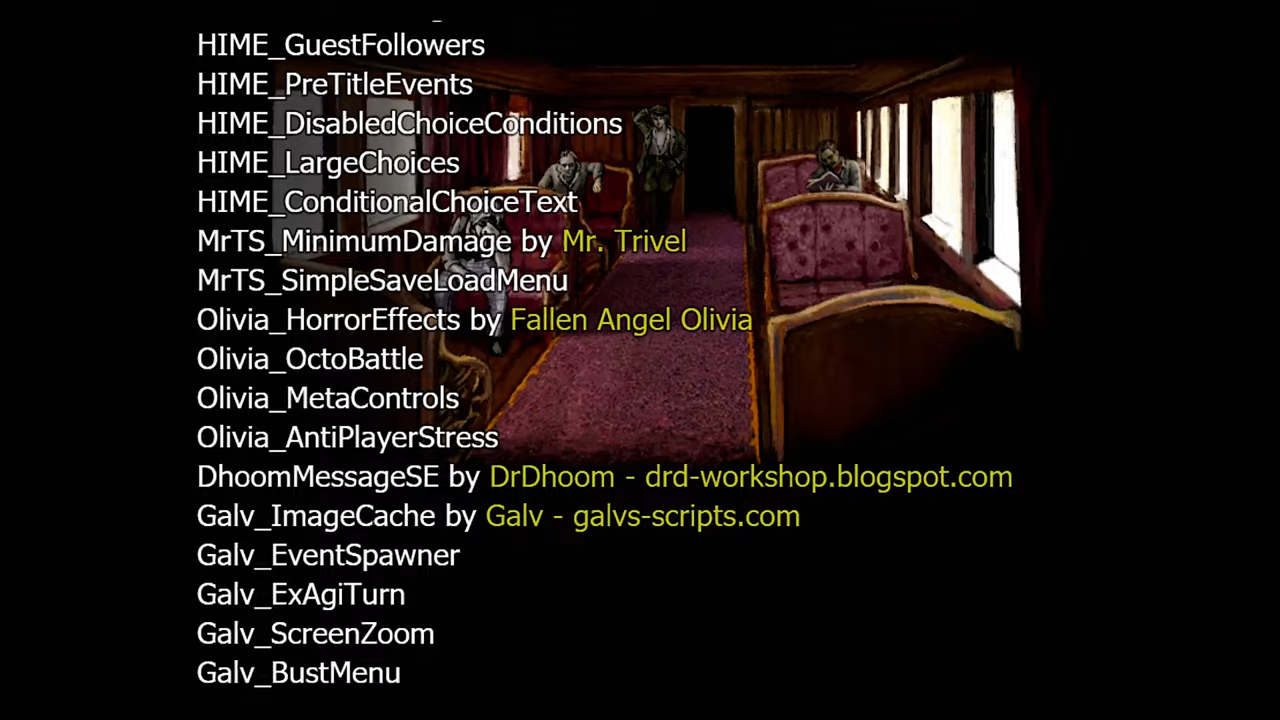 HIME_GuestFollowers
HIME_PreTitleEvents
HIME_DisabledChoiceConditions
HIME_LargeChoices
HIME_ConditionalChoiceText
MrTS_MinimumDamage by Mr. Trivel
MrTS_SimpleSaveLoadMenu
Olivia_HorrorEffects by Fallen Angel Olivia
Olivia_OctoBattle
Olivia_MetaControls
Olivia_AntiPlayerStress
DhoomMessageSE by DrDhoom - drd-workshop.blogspot.com
Galv_ImageCache by Galv - galvs-scripts.com
Galv_EventSpawner
Galv_ExAgiTurn
Galv_ScreenZoom
Galv_BustMenu